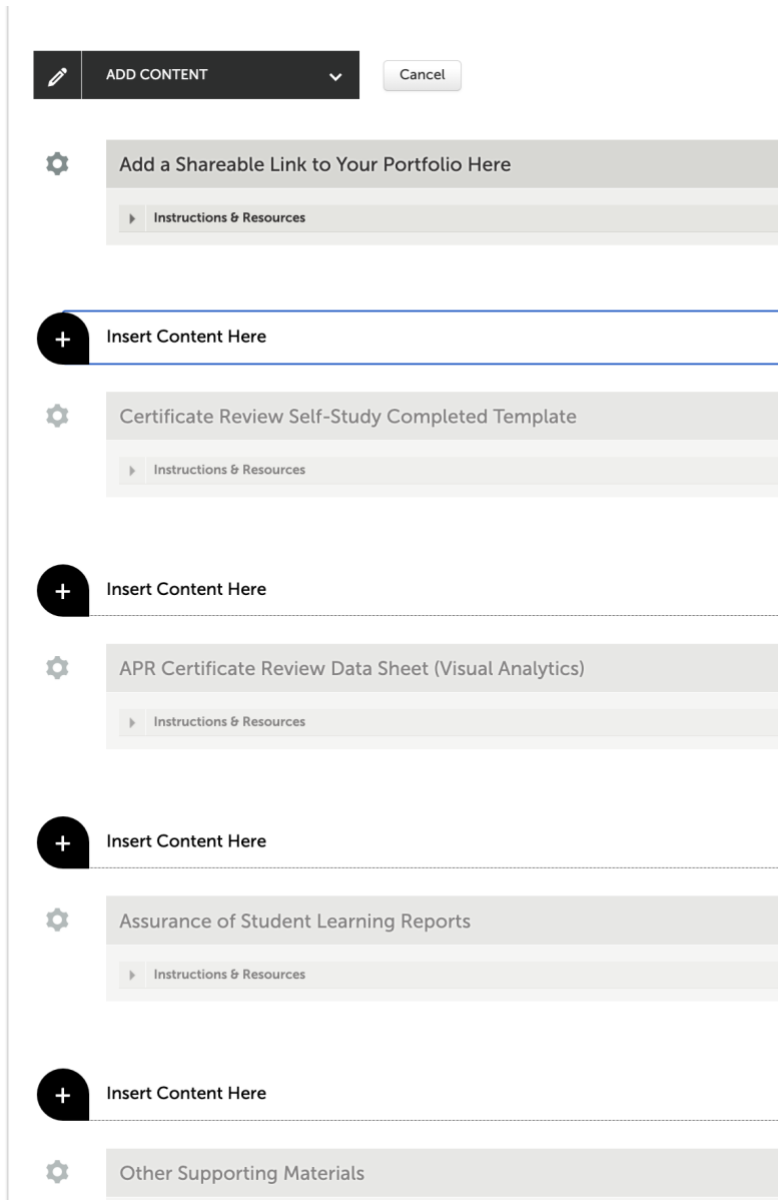 ADD CONTENT
Cancel
Add a Shareable Link to Your Portfolio Here
Instructions & Resources
Insert Content Here
Certificate Review Self-Study Completed Template
Instructions & Resources
Insert Content Here
APR Certificate Review Data Sheet (Visual Analytics)
Instructions & Resources
Insert Content Here
Assurance of Student Learning Reports
Instructions & Resources
Insert Content Here
Other Supporting Materials